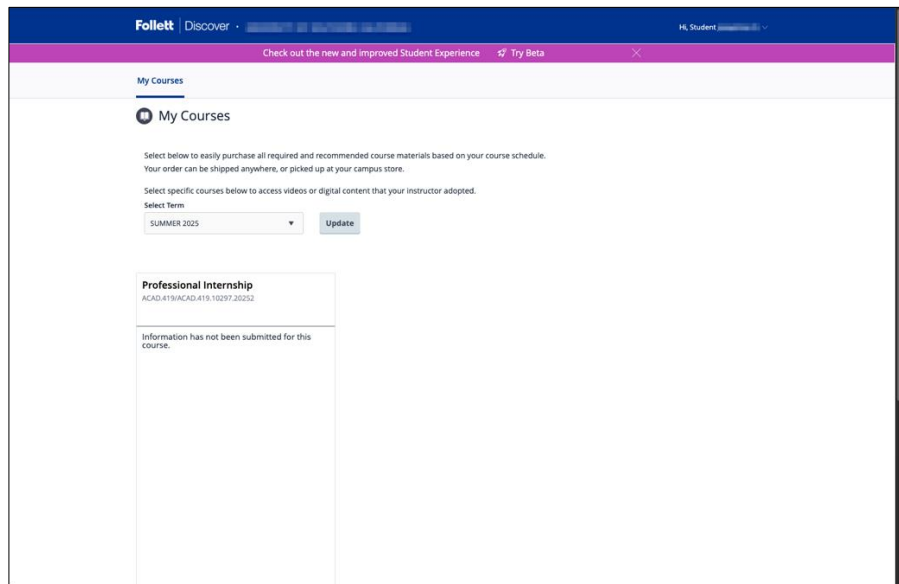 Follett | Discover ·
Hi, Student
Check out the new and improved Student Experience Try Beta
My Courses
My Courses
Select below to easily purchase all required and recommended course materials based on your course schedule.
Your order can be shipped anywhere, or picked up at your campus store.
Select specific courses below to access videos or digital content that your instructor adopted.
Select Term
SUMMER 2025 Update
Professional Internship
ACAD.419/ACAD.419.10297.20252
Information has not been submitted for this
course.